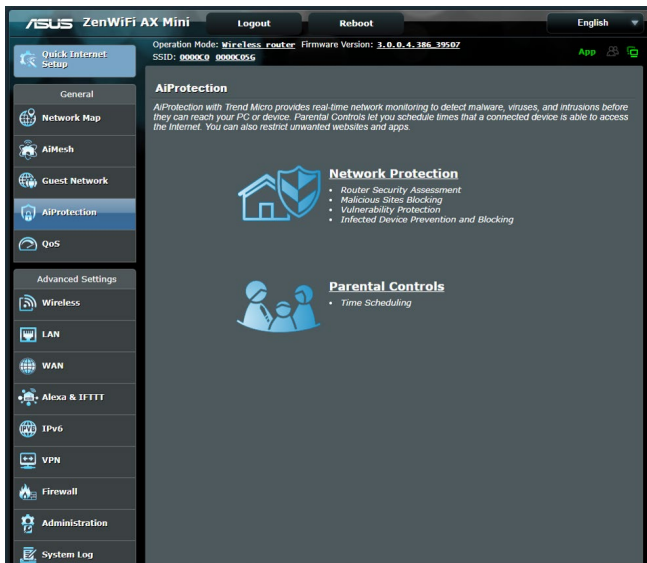 ASUS ZenWiFi AX Mini Logout Reboot English
Operation Mode: Wireless router Firmware Version: 3.0.0.4.386_39507
SSID: 0000C0 0000C05G
App
Quick Internet
Setup
General
Network Map
AiMesh
Guest Network
AiProtection
QoS
Advanced Settings
Wireless
LAN
WAN
Alexa & IFTTT
IPv6
VPN
Firewall
Administration
System Log
AiProtection
AiProtection with Trend Micro provides real-time network monitoring to detect malware, viruses, and intrusions before
they can reach your PC or device. Parental Controls let you schedule times that a connected device is able to access
the Internet. You can also restrict unwanted websites and apps.
Network Protection
• Router Security Assessment
• Malicious Sites Blocking
• Vulnerability Protection
• Infected Device Prevention and Blocking
Parental Controls
• Time Scheduling